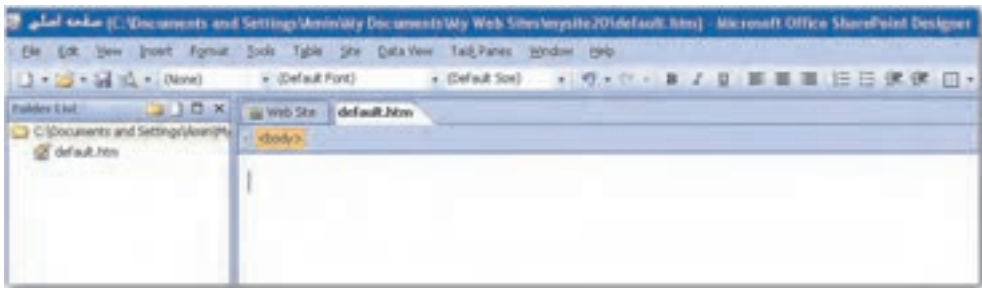 صفحه اصلی (C:\Documents and Settings\Amin\My Documents\My Web Sites\mysite20\default.htm) - Microsoft Office SharePoint Designer
File Edit View Insert Format Tools Table Site Data View Task Panes Window Help
(None) (Default Font) (Default Size) B I U
Folder List Web Site default.htm
C:\Documents and Settings\Amin\My <body>
default.htm